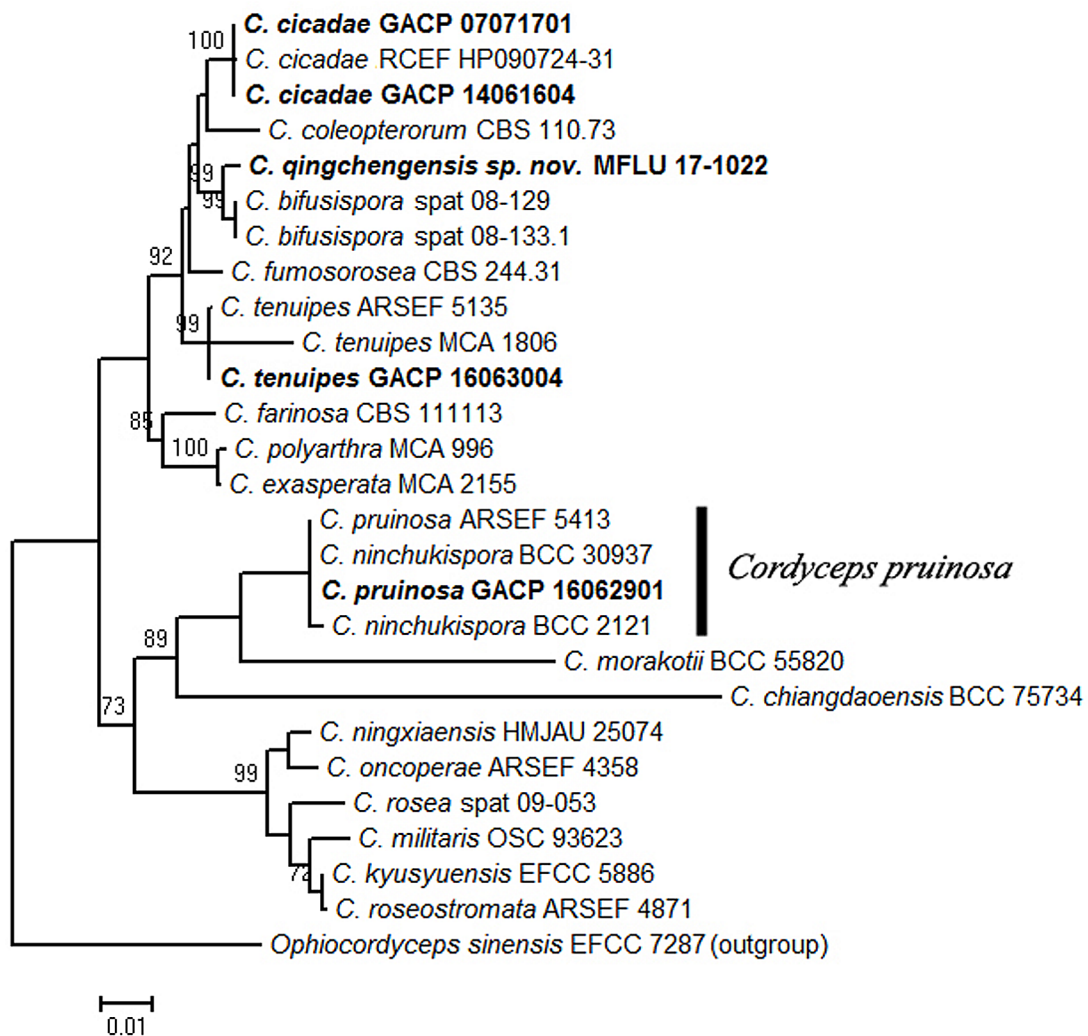 C. cicadae GACP 07071701
100
C. cicadae RCEF HP090724-31
C. cicadae GACP 14061604
C. coleopterorum CBS 110.73
99
C. qingchengensis sp. nov. MFLU 17-1022
99
C. bifusispora spat 08-129
C. bifusispora spat 08-133.1
92
C. fumosorosea CBS 244.31
C. tenuipes ARSEF 5135
99
C. tenuipes MCA 1806
C. tenuipes GACP 16063004
85
C. farinosa CBS 111113
100
C. polyarthra MCA 996
C. exasperata MCA 2155
C. pruinosa ARSEF 5413
C. ninchukispora BCC 30937
Cordyceps pruinosa
C. pruinosa GACP 16062901
C. ninchukispora BCC 2121
89
C. morakotii BCC 55820
C. chiangdaoensis BCC 75734
73
C. ningxiaensis HMJAU 25074
99
C. oncoperae ARSEF 4358
C. rosea spat 09-053
C. militaris OSC 93623
72
C. kyusyuensis EFCC 5886
C. roseostromata ARSEF 4871
Ophiocordyceps sinensis EFCC 7287 (outgroup)
0.01